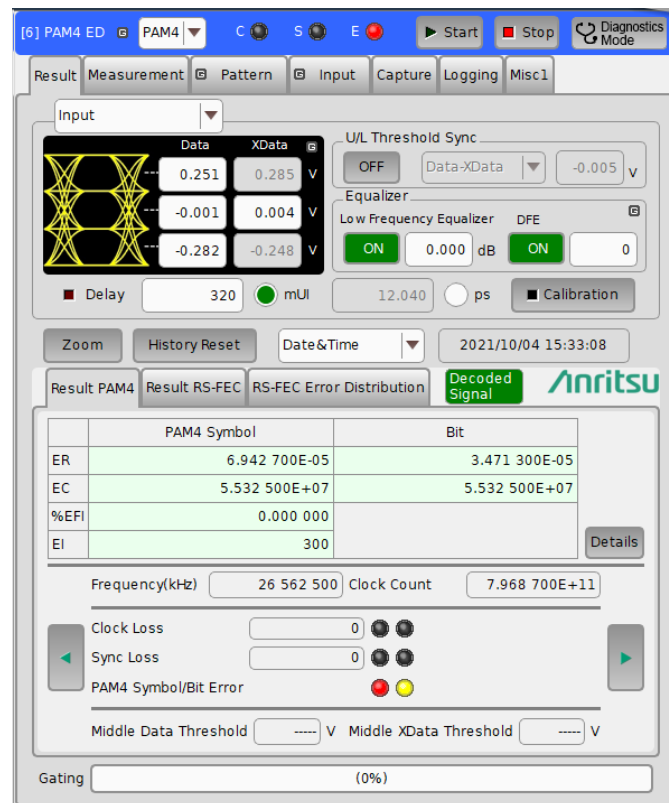 [6] PAM4 ED G PAM4 C S E Start Stop Diagnostics Mode
Result Measurement G Pattern G Input Capture Logging Misc1
Input
Data XData G
0.251 0.285 V
-0.001 0.004 V
-0.282 -0.248 V
U/L Threshold Sync
OFF Data-XData -0.005 V
Equalizer
Low Frequency Equalizer DFE G
ON 0.000 dB ON 0
Delay 320 mUI 12.040 ps Calibration
Zoom History Reset Date&Time 2021/10/04 15:33:08
Result PAM4 Result RS-FEC RS-FEC Error Distribution Decoded Signal Anritsu
PAM4 Symbol Bit
ER 6.942 700E-05 3.471 300E-05
EC 5.532 500E+07 5.532 500E+07
%EFI 0.000 000
EI 300
Details
Frequency(kHz) 26 562 500 Clock Count 7.968 700E+11
Clock Loss 0
Sync Loss 0
PAM4 Symbol/Bit Error
Middle Data Threshold ----- V Middle XData Threshold ----- V
Gating (0%)